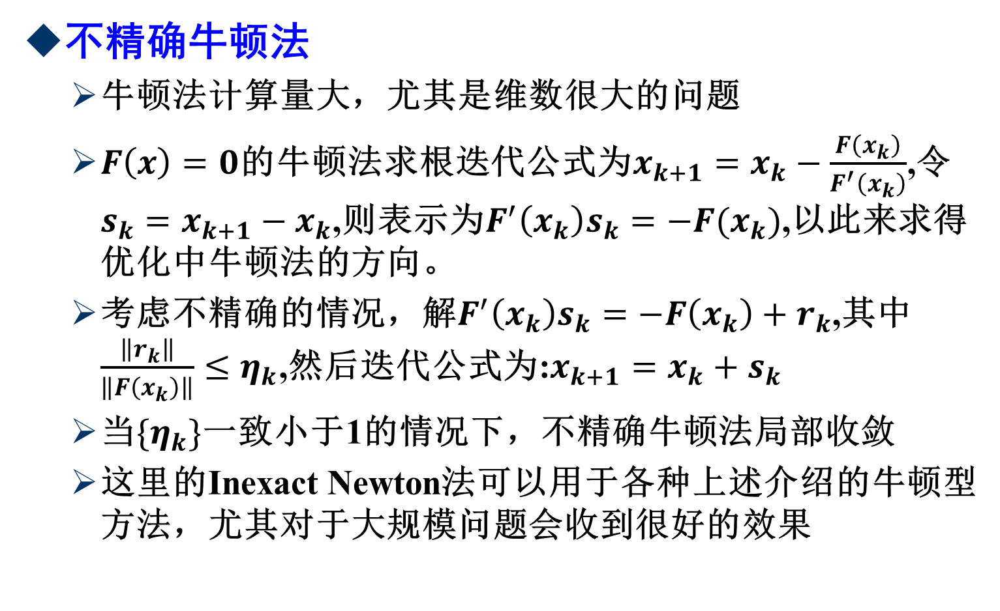 不精确牛顿法
牛顿法计算量大，尤其是维数很大的问题
F(x) = 0的牛顿法求根迭代公式为x_{k+1} = x_k − \frac{F(x_k)}{F′(x_k)},令
s_k = x_{k+1} − x_k,则表示为F′(x_k)s_k = −F(x_k),以此来求得
优化中牛顿法的方向。
考虑不精确的情况，解F′(x_k)s_k = −F(x_k) + r_k,其中
\frac{‖r_k‖}{‖F(x_k)‖} ≤ η_k,然后迭代公式为:x_{k+1} = x_k + s_k
当{η_k}一致小于1的情况下，不精确牛顿法局部收敛
这里的Inexact Newton法可以用于各种上述介绍的牛顿型
方法，尤其对于大规模问题会收到很好的效果